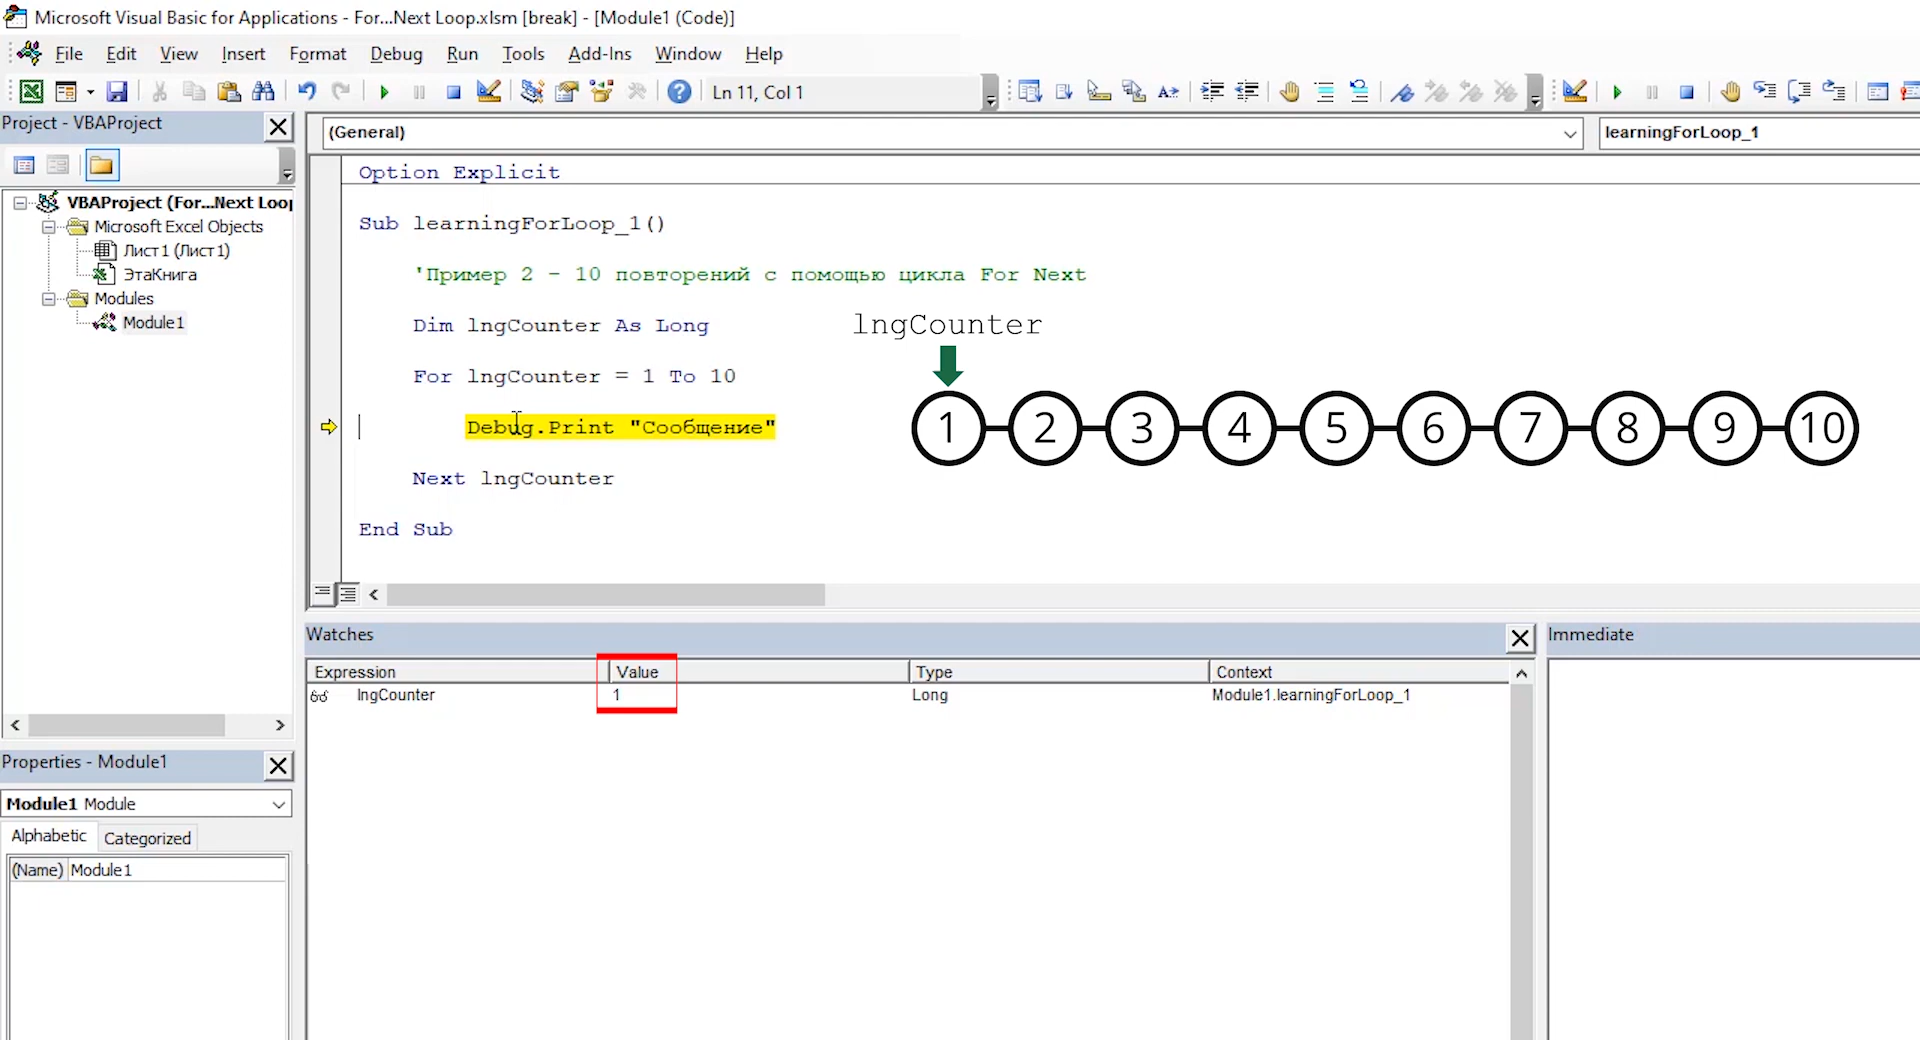 Microsoft Visual Basic for Applications - For...Next Loop.xlsm [break] - [Module1 (Code)]
File Edit View Insert Format Debug Run Tools Add-Ins Window Help
Ln 11, Col 1
Project - VBAProject
(General)
learningForLoop_1
VBAProject (For...Next Loop
Microsoft Excel Objects
Лист1 (Лист1)
ЭтаКнига
Modules
Module1
Option Explicit
Sub learningForLoop_1()
'Пример 2 - 10 повторений с помощью цикла For Next
Dim lngCounter As Long
For lngCounter = 1 To 10
Debug.Print "Сообщение"
Next lngCounter
End Sub
lngCounter
1 2 3 4 5 6 7 8 9 10
Properties - Module1
Module1 Module
Alphabetic Categorized
(Name) Module1
Watches
Expression Value Type Context
lngCounter 1 Long Module1.learningForLoop_1
Immediate